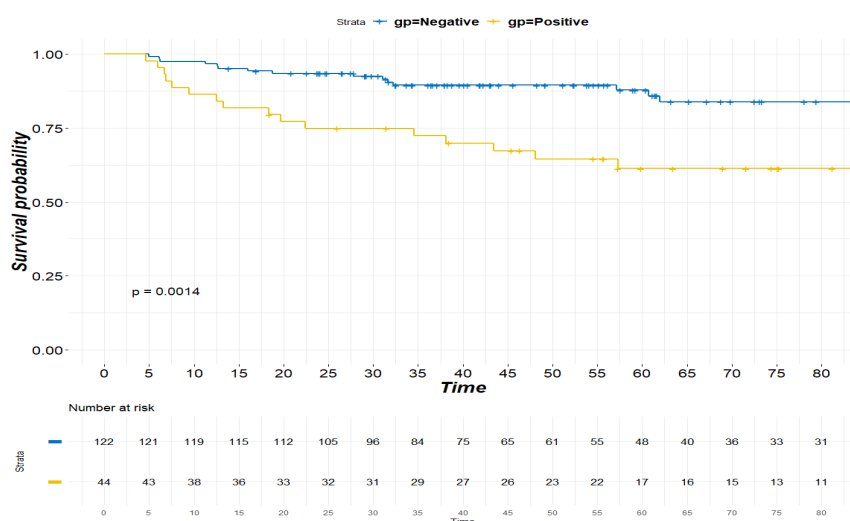 Strata gp=Negative gp=Positive
1.00
0.75
0.50
0.25
0.00
Survival probability
p = 0.0014
0 5 10 15 20 25 30 35 40 45 50 55 60 65 70 75 80
Time
Number at risk
Strata
122 121 119 115 112 105 96 84 75 65 61 55 48 40 36 33 31
44 43 38 36 33 32 31 29 27 26 23 22 17 16 15 13 11
0 5 10 15 20 25 30 35 40 45 50 55 60 65 70 75 80
Time